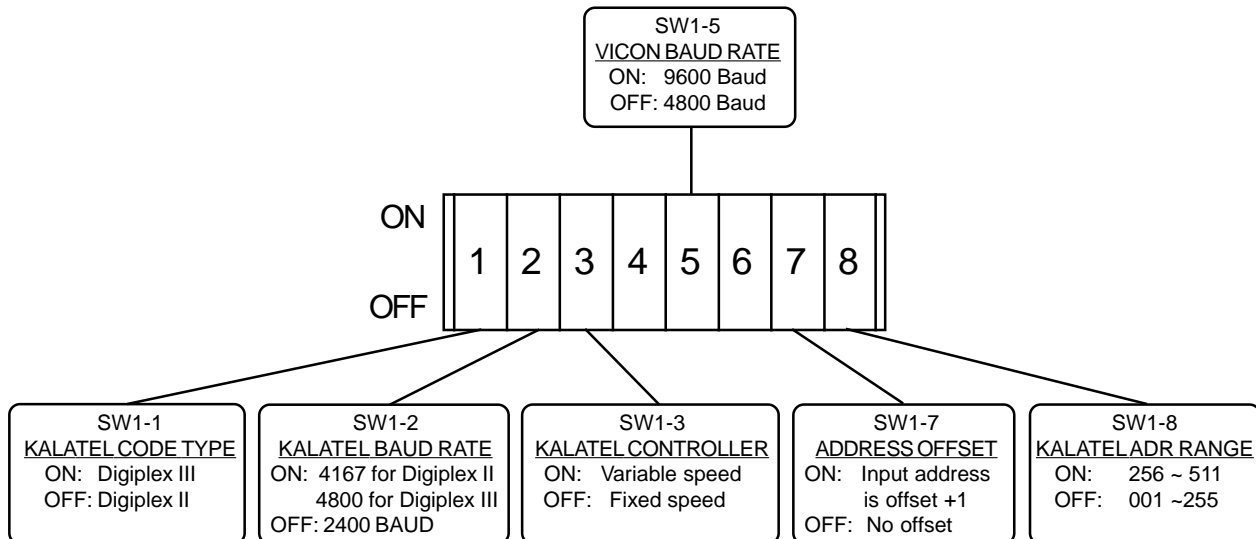 SW1-5
VICON BAUD RATE
ON: 9600 Baud
OFF: 4800 Baud
ON
OFF
1 2 3 4 5 6 7 8
SW1-1
KALATEL CODE TYPE
ON: Digiplex III
OFF: Digiplex II
SW1-2
KALATEL BAUD RATE
ON: 4167 for Digiplex II
4800 for Digiplex III
OFF: 2400 BAUD
SW1-3
KALATEL CONTROLLER
ON: Variable speed
OFF: Fixed speed
SW1-7
ADDRESS OFFSET
ON: Input address
is offset +1
OFF: No offset
SW1-8
KALATEL ADR RANGE
ON: 256 ~ 511
OFF: 001 ~255